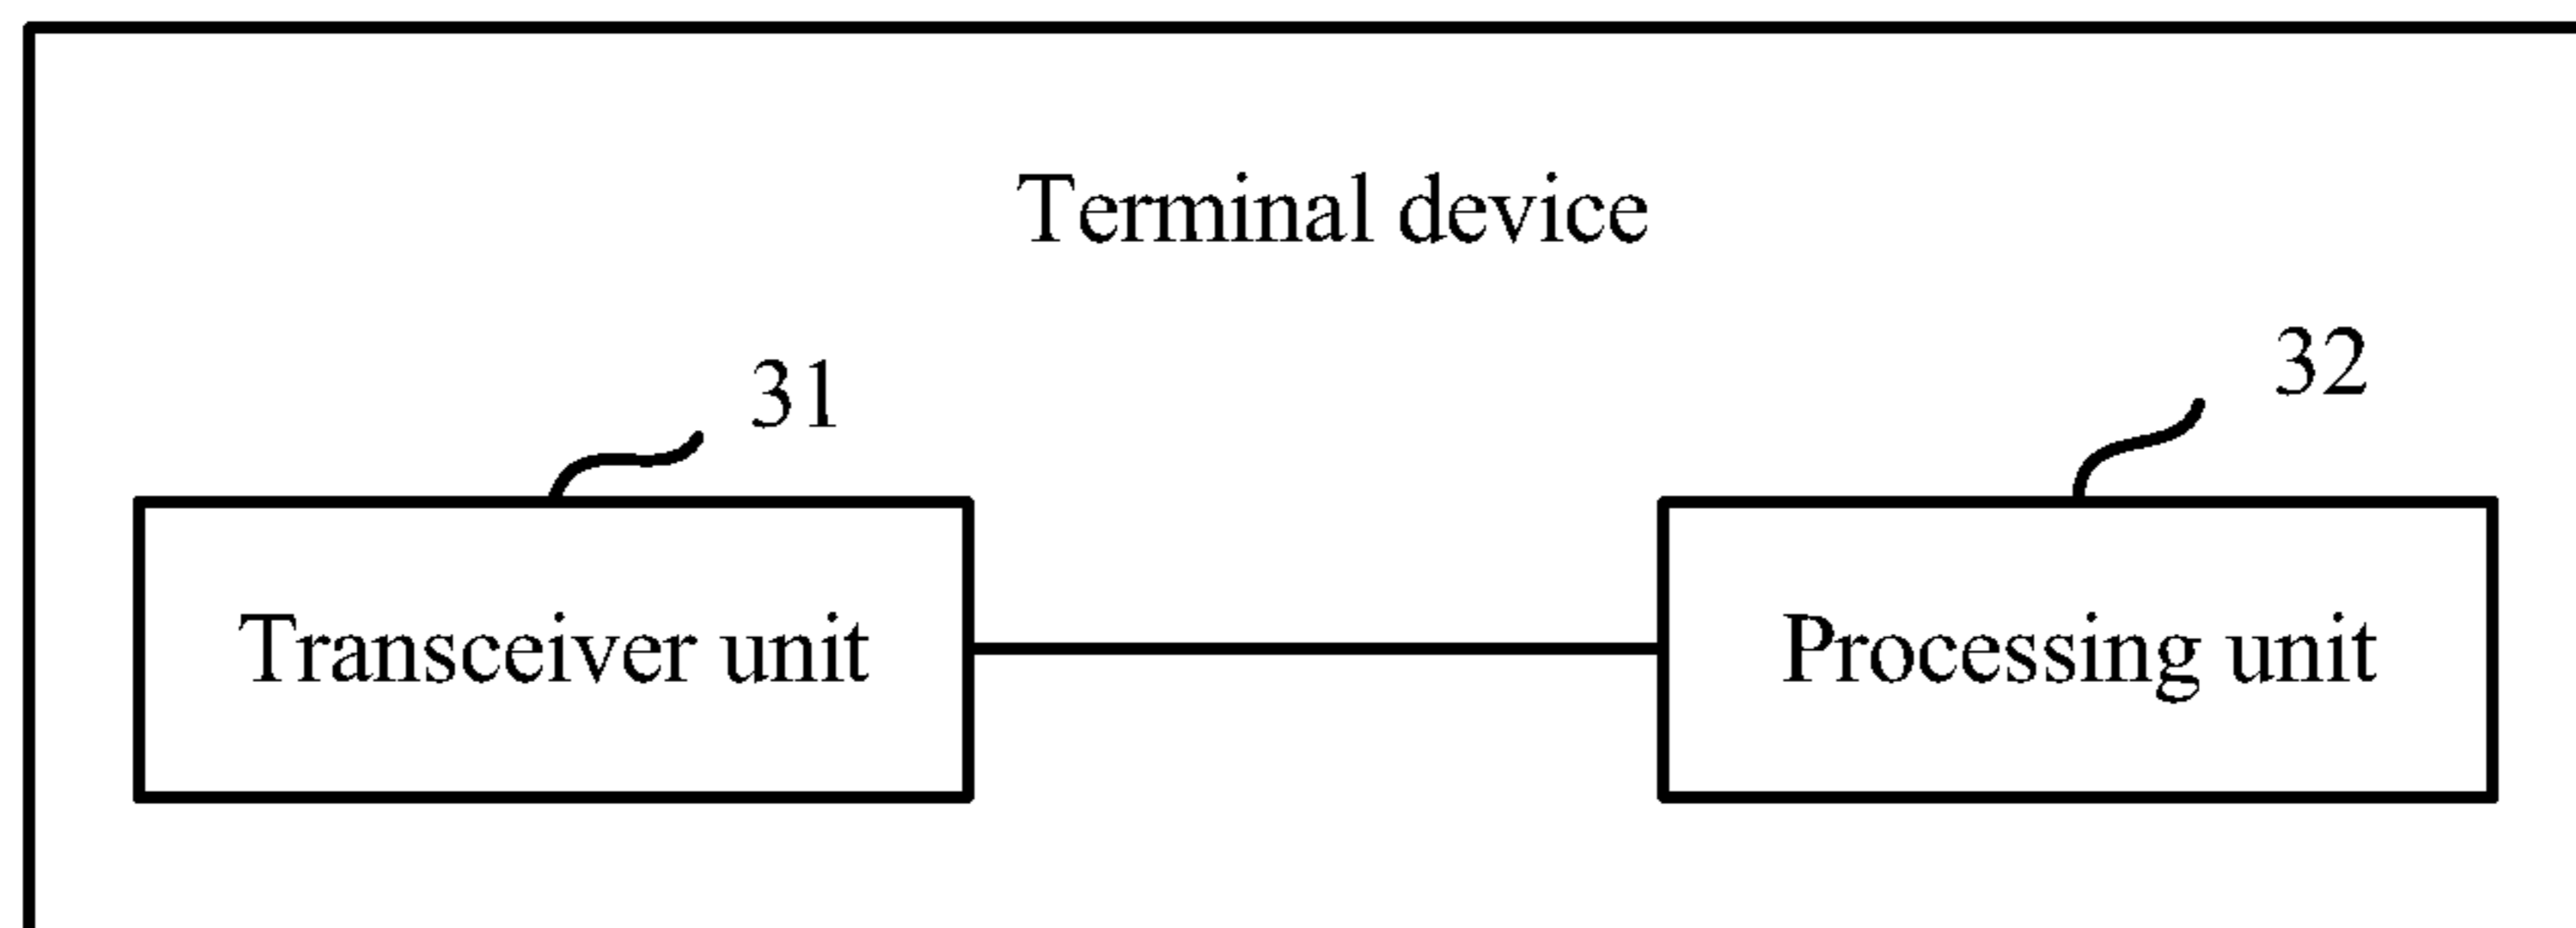 Terminal device
31
32
Transceiver unit
Processing unit